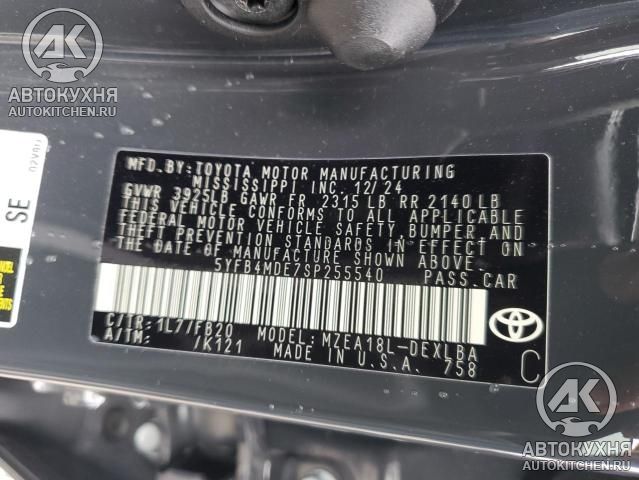 AK
АВТОКУХНЯ
AUTOKITCHEN.RU
SE
MFD. BY: TOYOTA MOTOR MANUFACTURING
MISSISSIPPI INC. 12/24
GVWR 3925LB GAWR FR 2315 LB RR 2140 LB
THIS VEHICLE CONFORMS TO ALL APPLICABLE
FEDERAL MOTOR VEHICLE SAFETY, BUMPER, AND
THEFT PREVENTION STANDARDS IN EFFECT ON
THE DATE OF MANUFACTURE SHOWN ABOVE.
5YFB4MDE7SP255540 PASS. CAR
C/TR: 1L7/FB20 MODEL: MZEA18L-DEXLBA
A/TM: /K121 MADE IN U.S.A. 758
C
AK
АВТОКУХНЯ
AUTOKITCHEN.RU